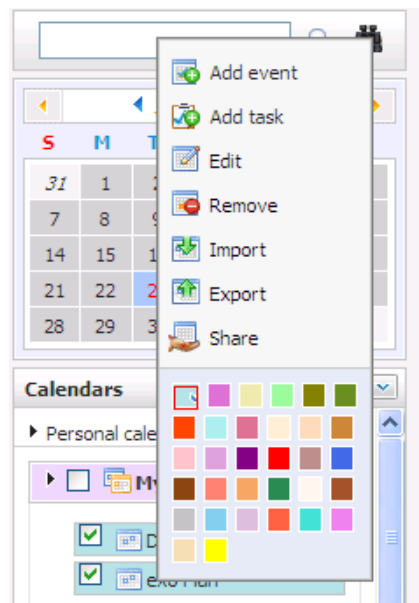 Add event
Add task
Edit
Remove
Import
Export
Share
S M
31 1
7 8
14 15
21 22
28 29
Calendars
Personal